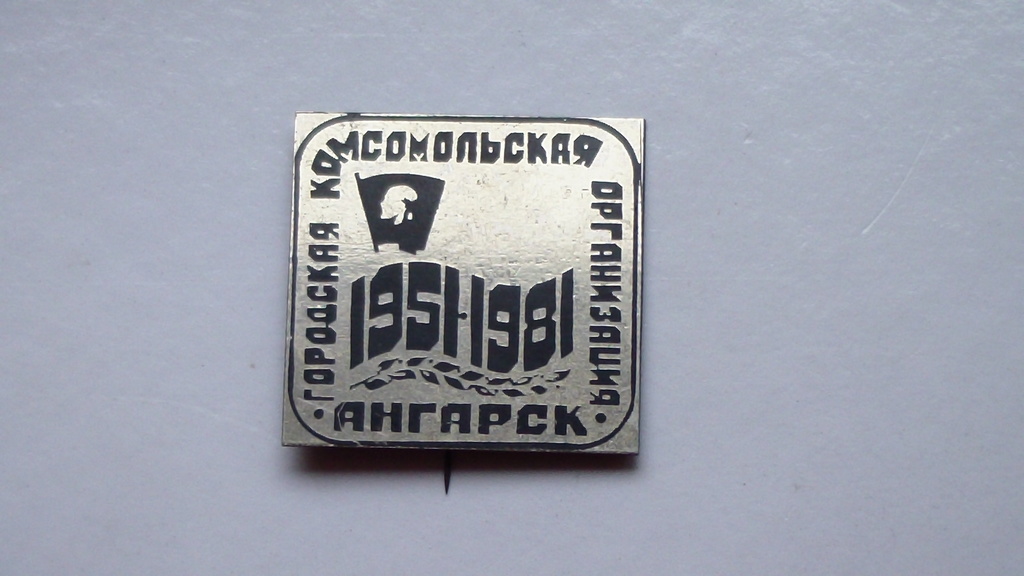 ГОРОДСКАЯ КОМСОМОЛЬСКАЯ ОРГАНИЗАЦИЯ
1951·1981
• АНГАРСК •